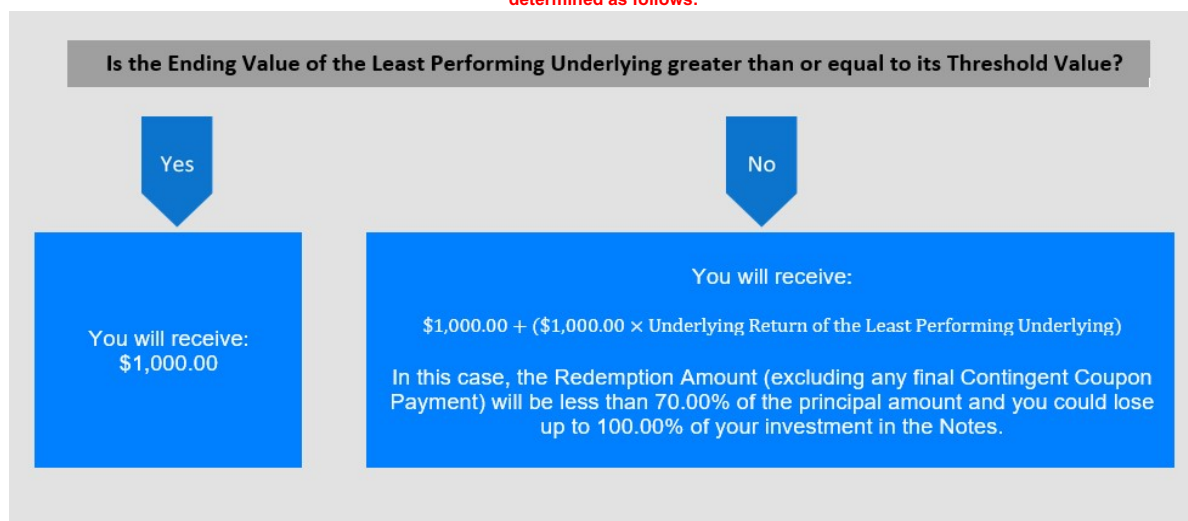 determined as follows:
Is the Ending Value of the Least Performing Underlying greater than or equal to its Threshold Value?
Yes
No
You will receive:
$1,000.00
You will receive:
$1,000.00 + ($1,000.00 × Underlying Return of the Least Performing Underlying)
In this case, the Redemption Amount (excluding any final Contingent Coupon
Payment) will be less than 70.00% of the principal amount and you could lose
up to 100.00% of your investment in the Notes.